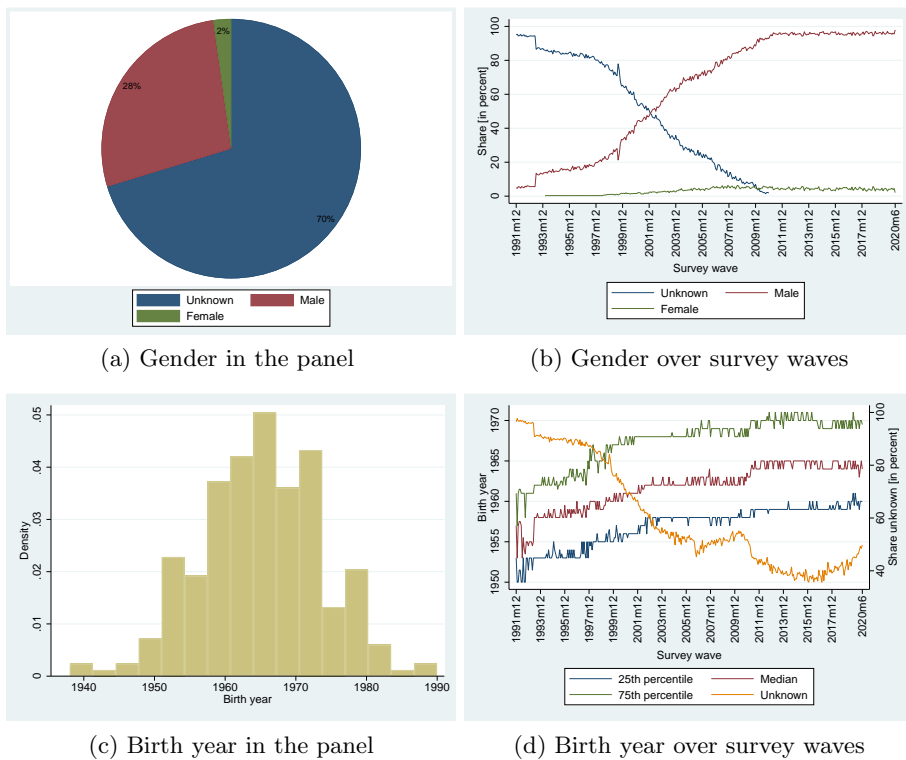 2%
28%
70%
Unknown
Male
Female
(a) Gender in the panel
Share [in percent]
100
80
60
40
20
0
1991m12
1993m12
1995m12
1997m12
1999m12
2001m12
2003m12
2005m12
2007m12
2009m12
2011m12
2013m12
2015m12
2017m12
2020m6
Survey wave
Unknown
Male
Female
(b) Gender over survey waves
Density
.05
.04
.03
.02
.01
0
1940
1950
1960
1970
1980
1990
Birth year
(c) Birth year in the panel
Birth year
1970
1965
1960
1955
1950
Share unknown [in percent]
100
80
60
40
1991m12
1993m12
1995m12
1997m12
1999m12
2001m12
2003m12
2005m12
2007m12
2009m12
2011m12
2013m12
2015m12
2017m12
2020m6
Survey wave
25th percentile
Median
75th percentile
Unknown
(d) Birth year over survey waves